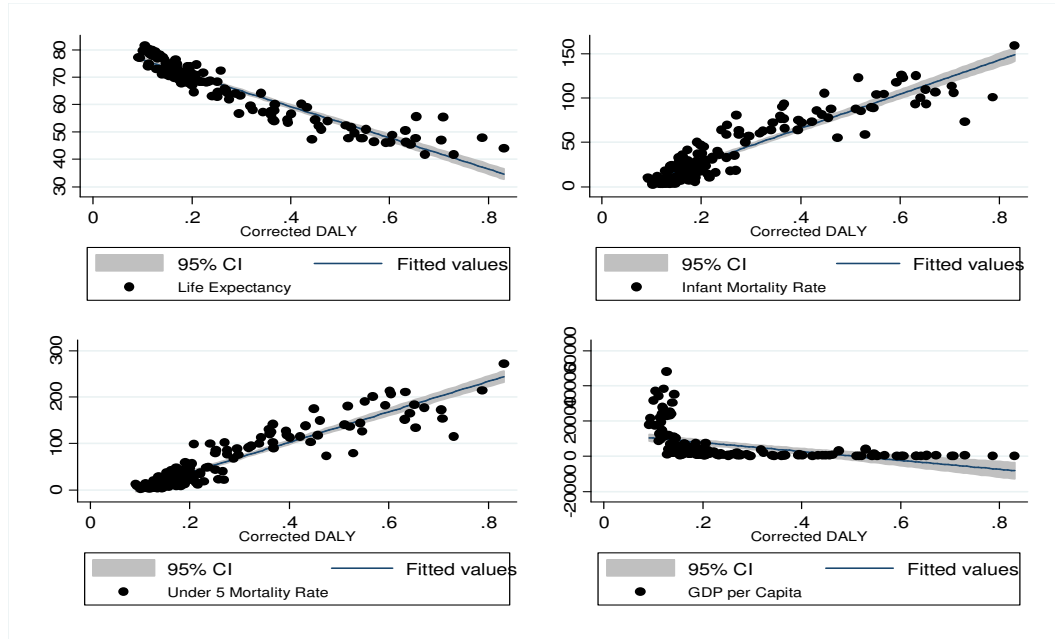 80
70
60
50
40
30
0 .2 .4 .6 .8
Corrected DALY
95% CI Fitted values
Life Expectancy
150
100
50
0
0 .2 .4 .6 .8
Corrected DALY
95% CI Fitted values
Infant Mortality Rate
300
200
100
0
0 .2 .4 .6 .8
Corrected DALY
95% CI Fitted values
Under 5 Mortality Rate
60000
40000
20000
0
-20000
0 .2 .4 .6 .8
Corrected DALY
95% CI Fitted values
GDP per Capita